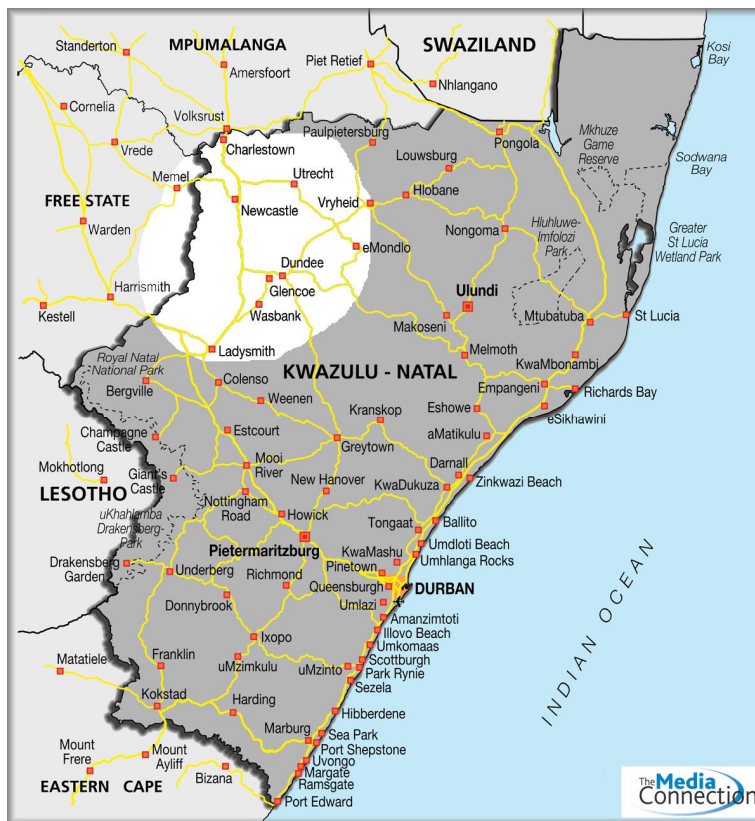 MPUMALANGA
SWAZILAND
Standerton
Amersfoort
Piet Retief
Kosi
Bay
Nhlangano
Cornelia
Volksrust
Paulpietersburg
Pongola
Mkhuze
Game
Reserve
Vrede
Charlestown
Louwsburg
Sodwana
Bay
Memel
Utrecht
Hlobane
FREE STATE
Newcastle
Vryheid
Warden
Nongoma
Hluhluwe-
Imfolozi
Park
Greater
St Lucia
Wetland Park
eMondlo
Dundee
Harrismith
Glencoe
Ulundi
Kestell
Wasbank
Makoseni
Mtubatuba
St Lucia
Ladysmith
Melmoth
Royal Natal
National Park
KWAZULU - NATAL
KwaMbonambi
Bergville
Colenso
Empangeni
Richards Bay
Weenen
Kranskop
Eshowe
eSikhawini
Champagne
Castle
Estcourt
Greytown
aMatikulu
Mokhotlong
Mooi
River
Darnall
Giant's
Castle
New Hanover
KwaDukuza
Zinkwazi Beach
LESOTHO
Nottingham
Road
uKhahlamba
Drakensberg-
Park
Howick
Tongaat
Ballito
Pietermaritzburg
Umdloti Beach
KwaMashu
Umhlanga Rocks
Drakensberg
Garden
Underberg
Pinetown
Richmond
Queensburgh
DURBAN
Donnybrook
Umlazi
Amanzimtoti
Illovo Beach
Ixopo
Umkomaas
Matatiele
Franklin
uMzimkulu
uMzinto
Scottburgh
Park Rynie
Sezela
Kokstad
Harding
Hibberdene
INDIAN OCEAN
Marburg
Sea Park
Port Shepstone
Mount
Frere
Mount
Ayliff
Uvongo
Bizana
Margate
Ramsgate
EASTERN CAPE
Port Edward
The Media
Connection